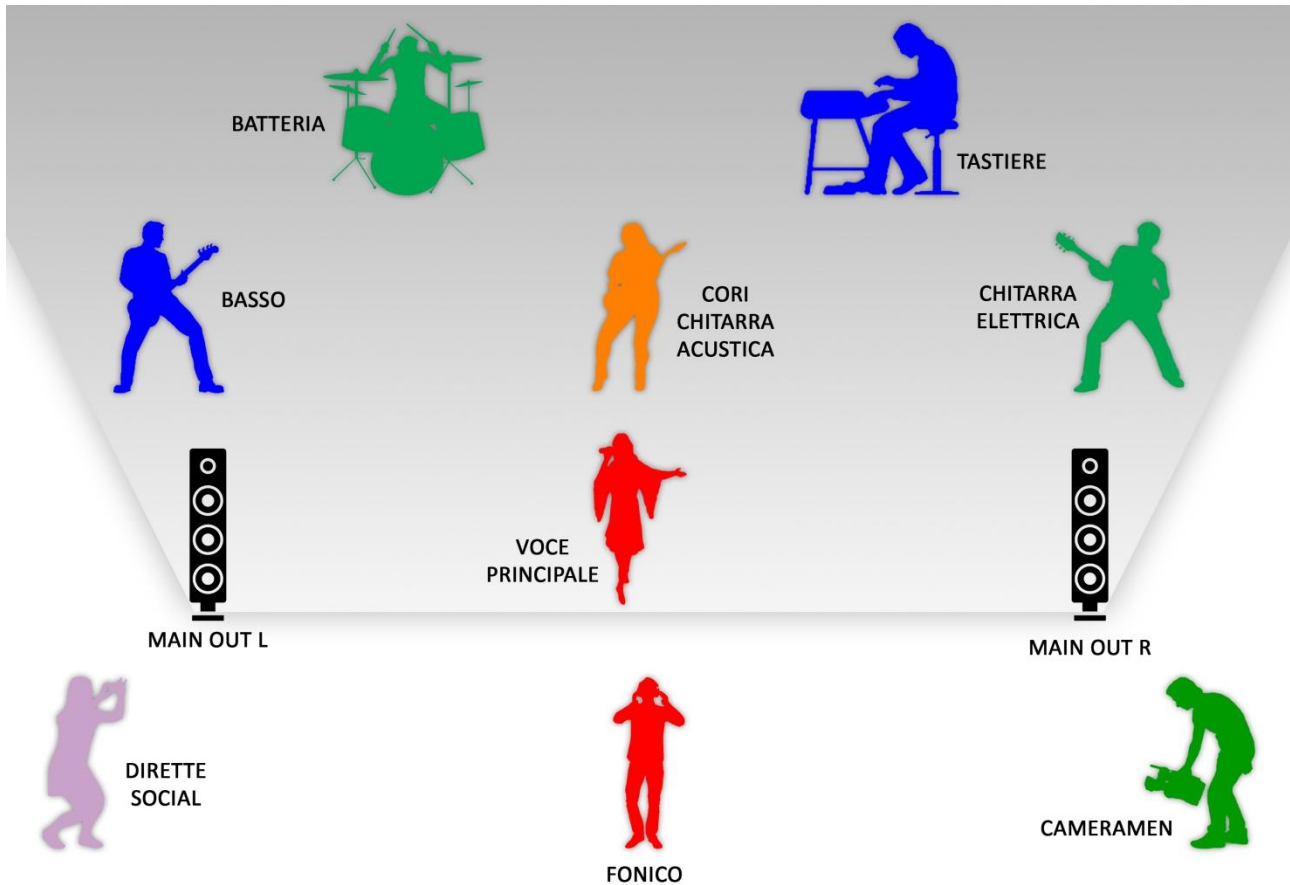 BATTERIA
TASTIERE
BASSO
CORI
CHITARRA
ACUSTICA
CHITARRA
ELETTRICA
VOCE
PRINCIPALE
MAIN OUT L
MAIN OUT R
DIRETTE
SOCIAL
FONICO
CAMERAMEN